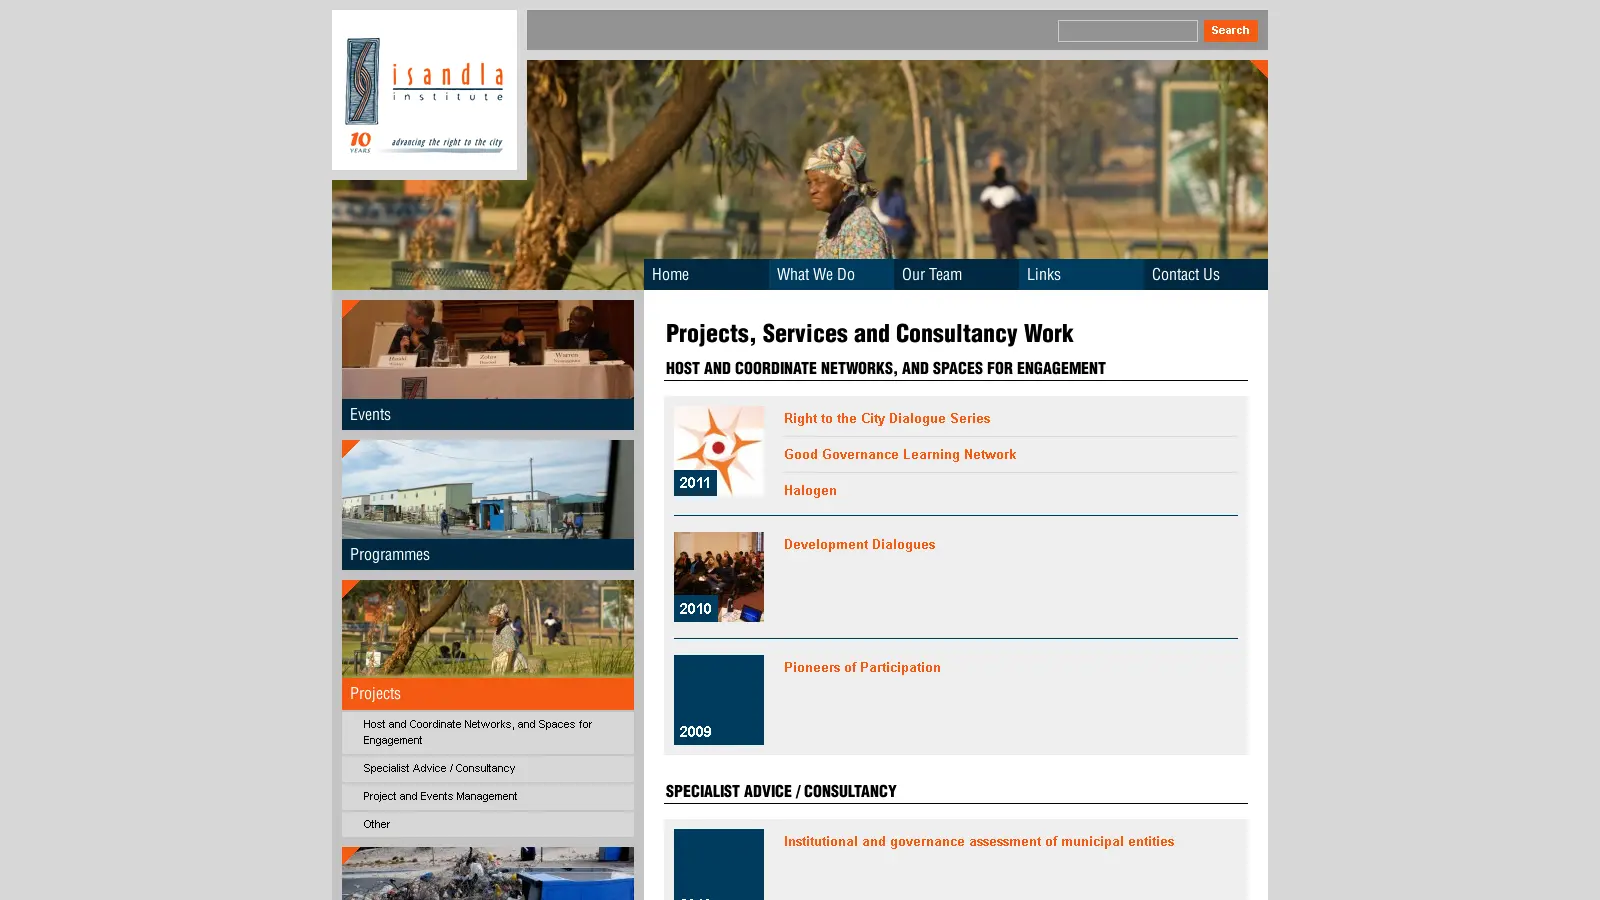 isandla
institute
10
YEARS
advancing the right to the city
Search
Home
What We Do
Our Team
Links
Contact Us
Warren
Events
Programmes
Projects
Host and Coordinate Networks, and Spaces for
Engagement
Specialist Advice / Consultancy
Project and Events Management
Other
Projects, Services and Consultancy Work
HOST AND COORDINATE NETWORKS, AND SPACES FOR ENGAGEMENT
Right to the City Dialogue Series
Good Governance Learning Network
Halogen
2011
Development Dialogues
2010
Pioneers of Participation
2009
SPECIALIST ADVICE / CONSULTANCY
Institutional and governance assessment of municipal entities